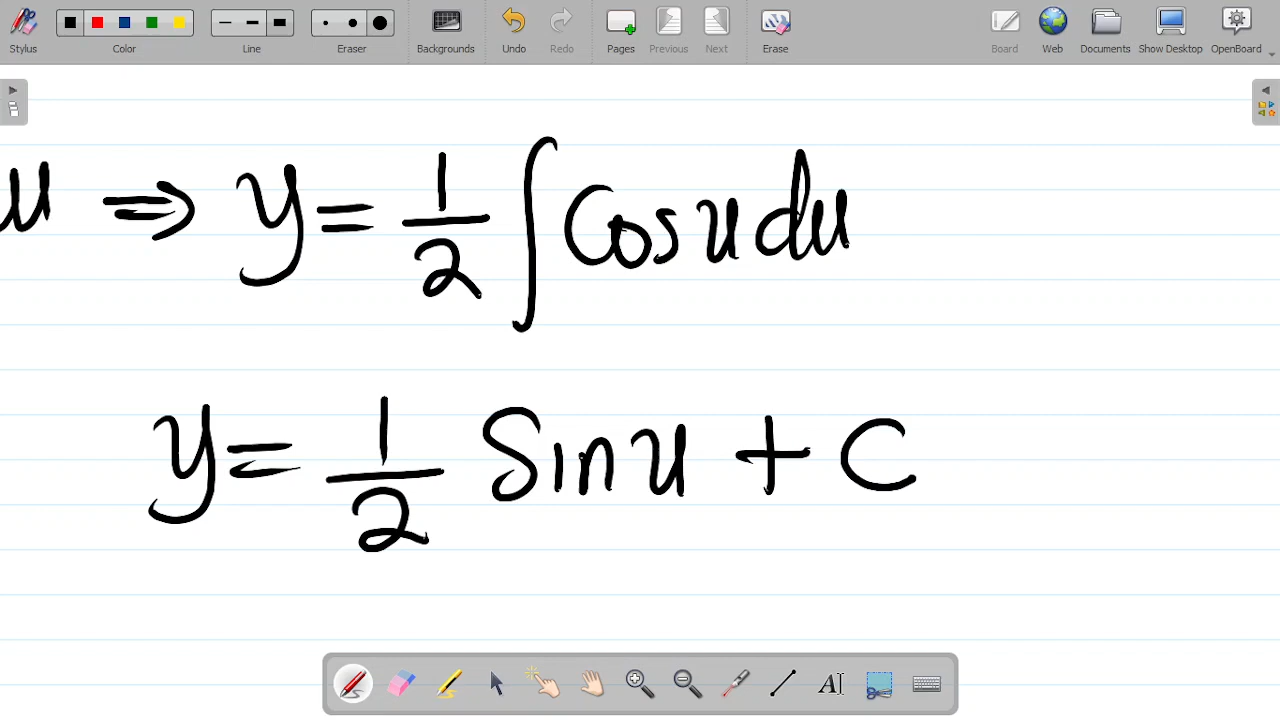 Stylus Color Line Eraser Backgrounds Undo Redo Pages Previous Next Erase Board Web Documents Show Desktop OpenBoard
u ⇒ y = 1/2 ∫ Cos u du
y = 1/2 Sin u + C